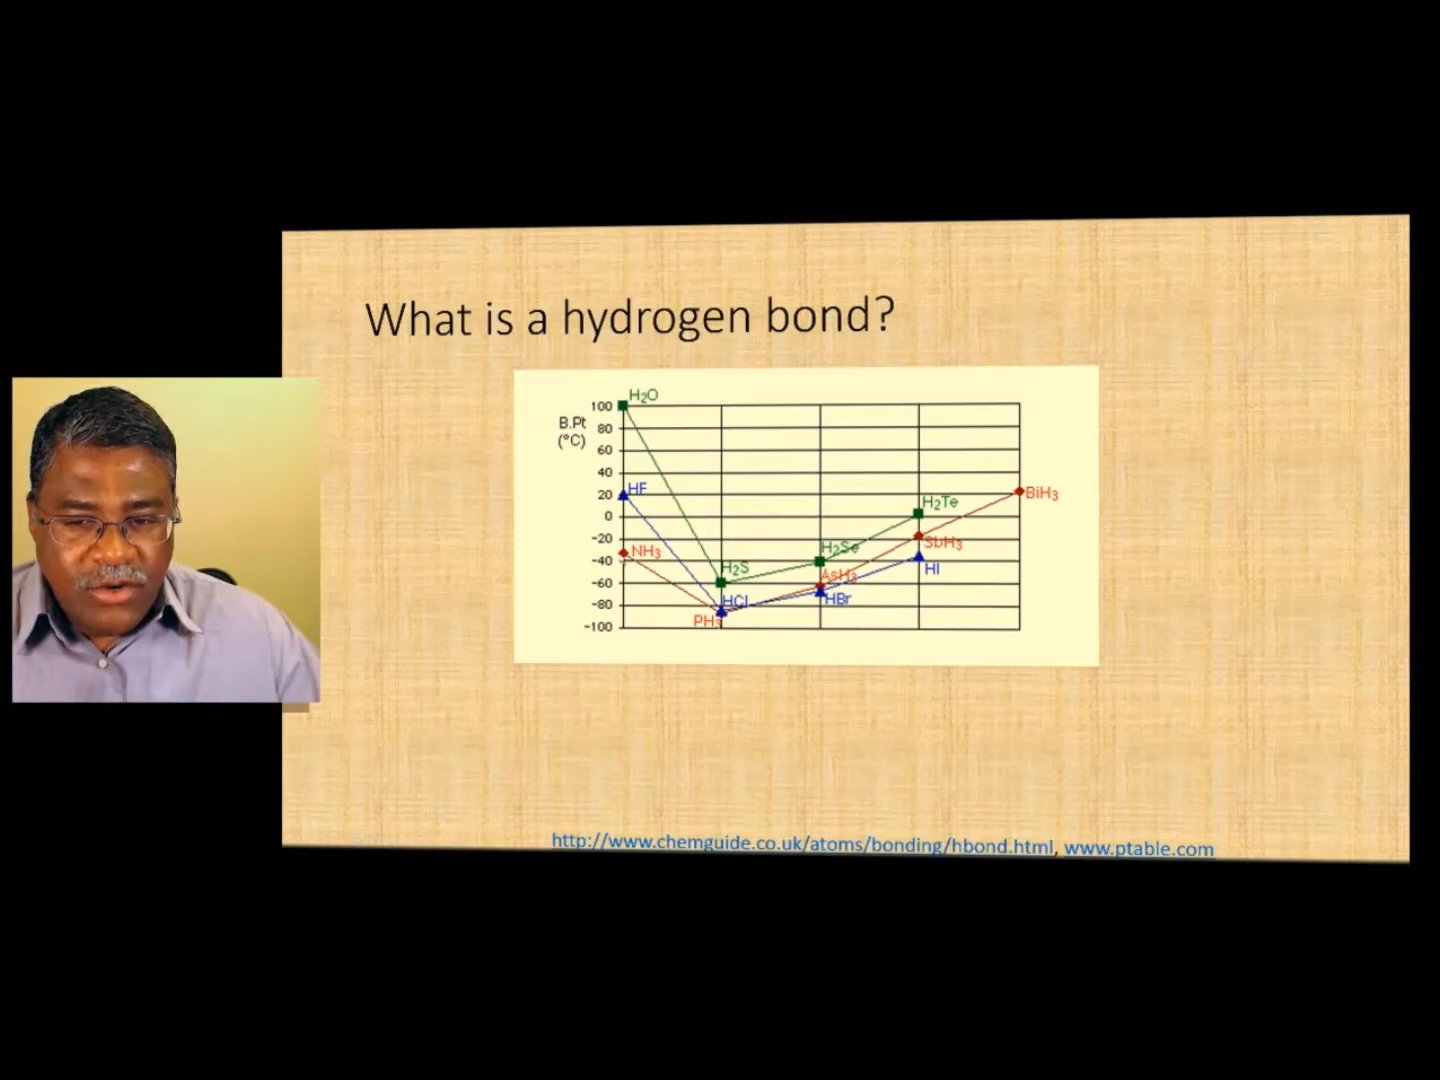 What is a hydrogen bond?
B.Pt
(°C)
100
80
60
40
20
0
-20
-40
-60
-80
-100
H₂O
HF
NH₃
H₂S
HCl
PH₃
H₂Se
AsH₃
HBr
H₂Te
SbH₃
HI
BiH₃
http://www.chemguide.co.uk/atoms/bonding/hbond.html, www.ptable.com